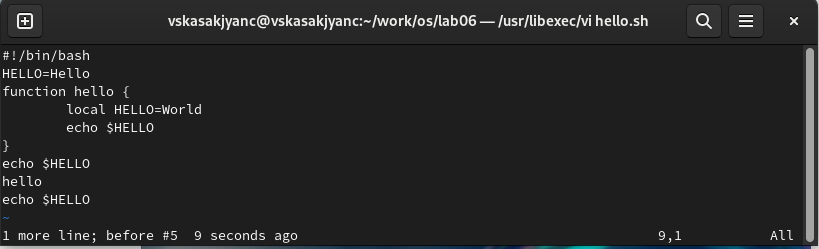 vskasakjyanc@vskasakjyanc:~/work/os/lab06 — /usr/libexec/vi hello.sh
#!/bin/bash
HELLO=Hello
function hello {
        local HELLO=World
        echo $HELLO
}
echo $HELLO
hello
echo $HELLO
~
1 more line; before #5  9 seconds ago                                             9,1           All